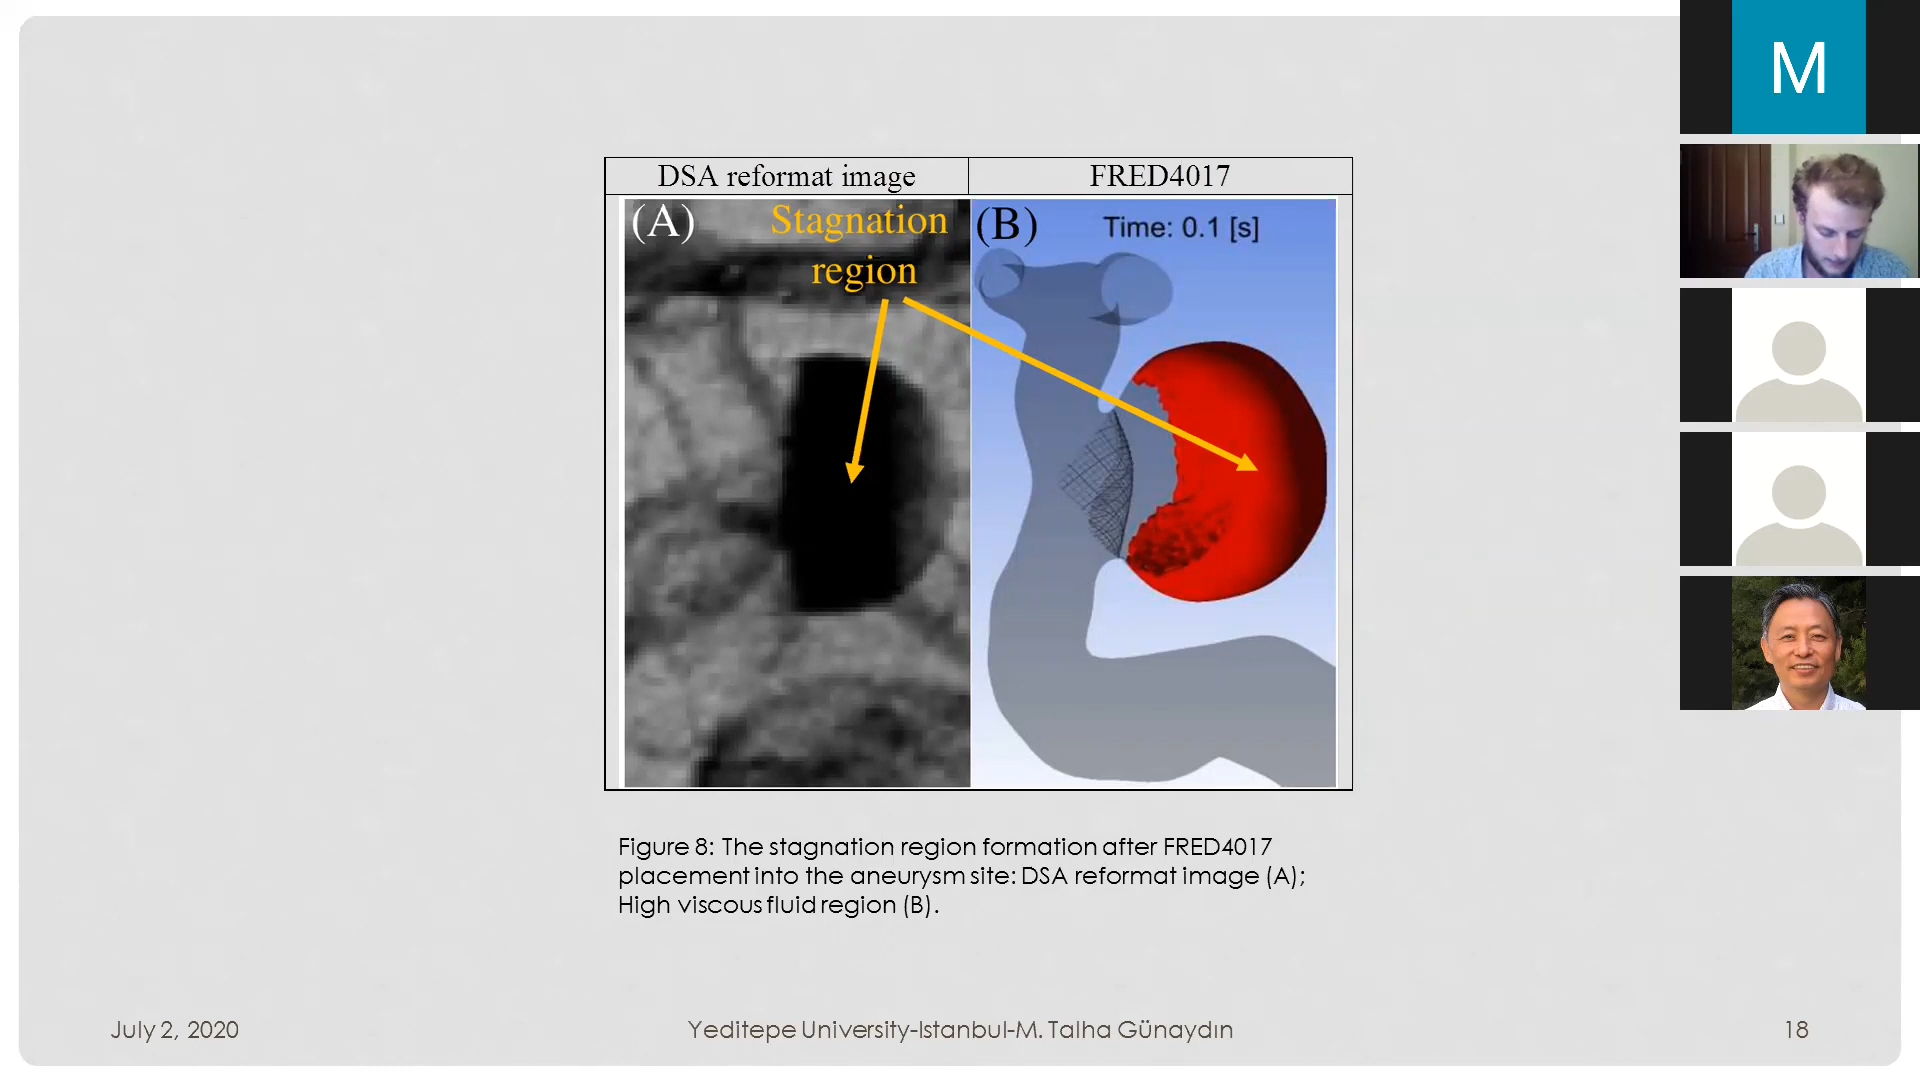 M
DSA reformat image
FRED4017
(A)
Stagnation
region
(B)
Time: 0.1 [s]
Figure 8: The stagnation region formation after FRED4017
placement into the aneurysm site: DSA reformat image (A);
High viscous fluid region (B).
July 2, 2020
Yeditepe University-Istanbul-M. Talha Günaydın
18